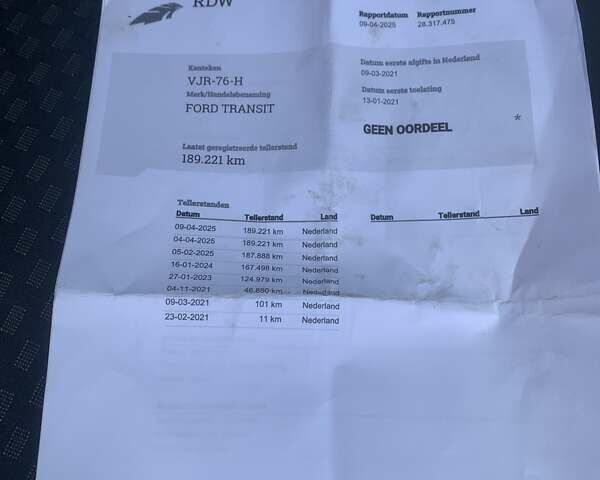 RDW
Rapportdatum Rapportnummer
09-04-2025 28.317.475
Kenteken
VJR-76-H
Merk/Handelsbenaming
FORD TRANSIT
Laatst geregistreerde tellerstand
189.221 km
Datum eerste afgifte in Nederland
09-03-2021
Datum eerste toelating
13-01-2021
GEEN OORDEEL *
Tellerstanden
Datum Tellerstand Land Datum Tellerstand Land
09-04-2025 189.221 km Nederland
04-04-2025 189.221 km Nederland
05-02-2025 187.888 km Nederland
16-01-2024 167.498 km Nederland
27-01-2023 124.979 km Nederland
04-11-2021 46.850 km Nederland
09-03-2021 101 km Nederland
23-02-2021 11 km Nederland